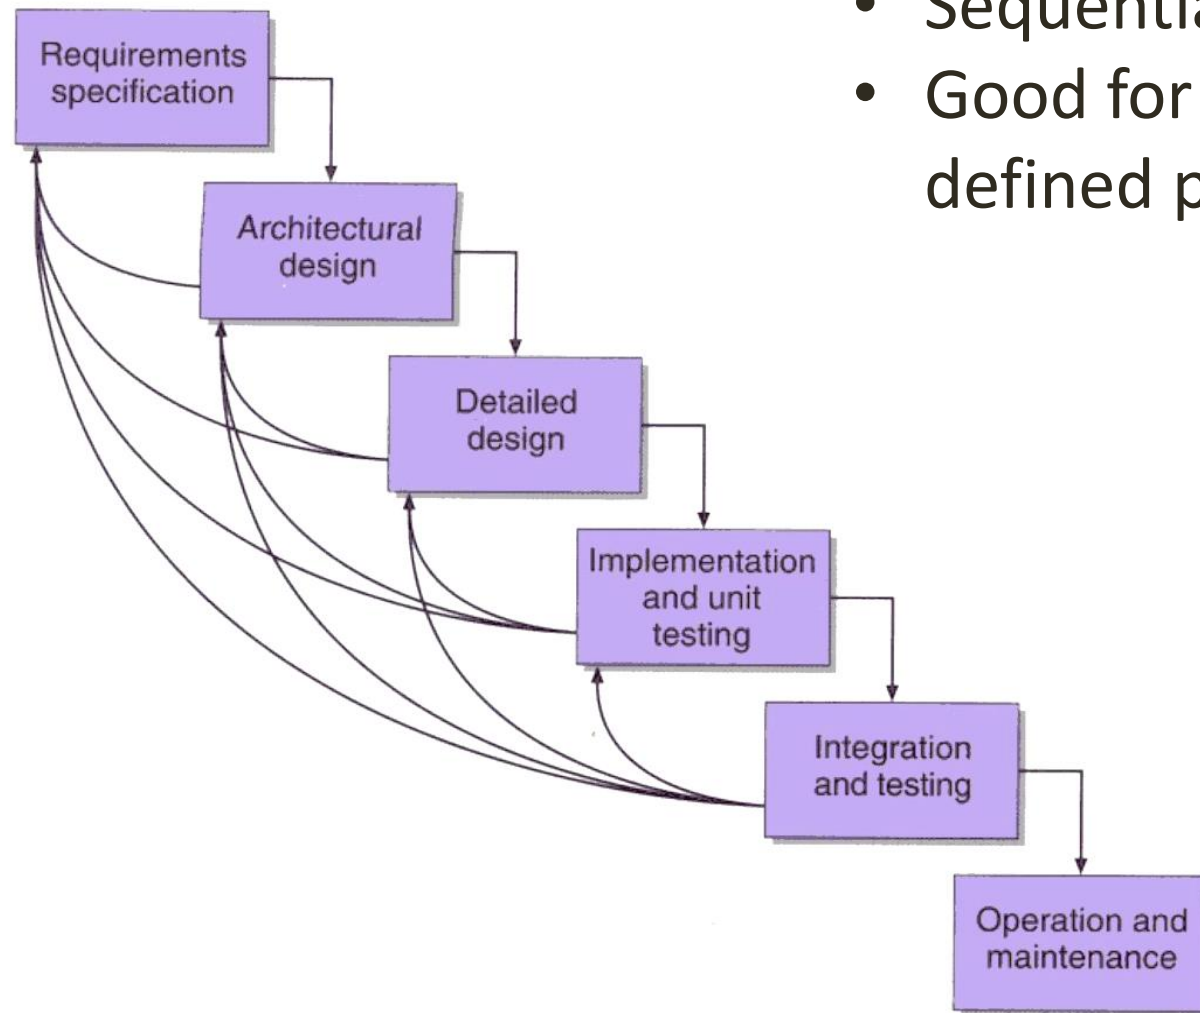 Requirements
specification
Architectural
design
Detailed
design
Implementation
and unit
testing
Integration
and testing
Operation and
maintenance
• Good for
defined